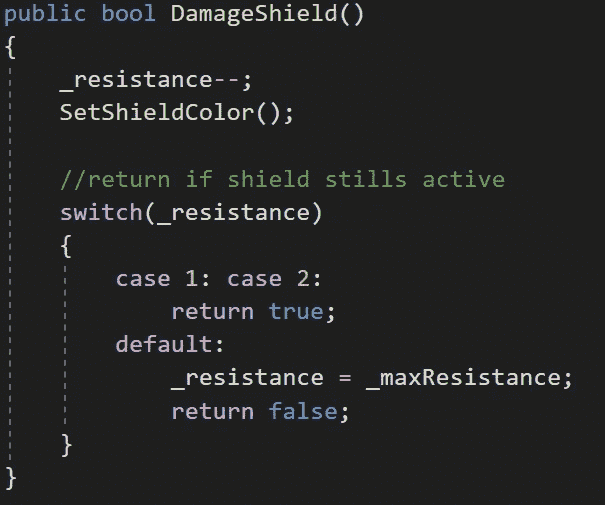 public bool DamageShield()
{
_resistance--;
SetShieldColor();
//return if shield stills active
switch(_resistance)
{
case 1: case 2:
return true;
default:
_resistance = _maxResistance;
return false;
}
}